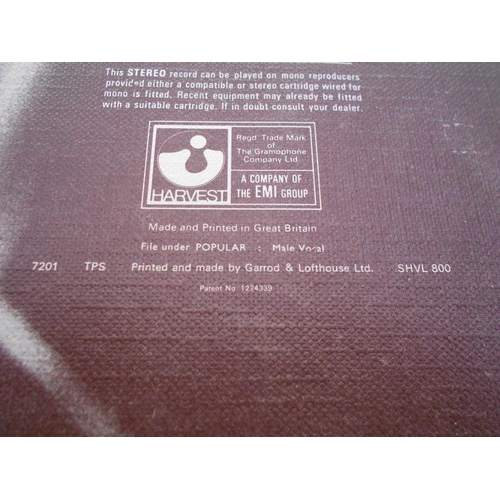 This STEREO record can be played on mono reproducers
provided either a compatible or stereo cartridge wired for
mono is fitted. Recent equipment may already be fitted
with a suitable cartridge. If in doubt consult your dealer.
HARVEST
Regd Trade Mark
of
The Gramophone
Company Ltd
A COMPANY OF
THE EMI GROUP
Made and Printed in Great Britain
File under POPULAR : Male Vocal
7201 TPS Printed and made by Garrod & Lofthouse Ltd. SHVL 800
Patent No 1224339